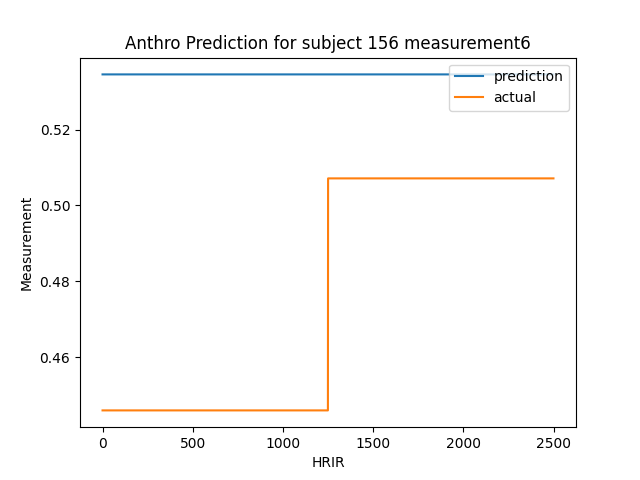 Anthro Prediction for subject 156 measurement6
prediction
actual
0.52
0.50
0.48
0.46
Measurement
0
500
1000
1500
2000
2500
HRIR